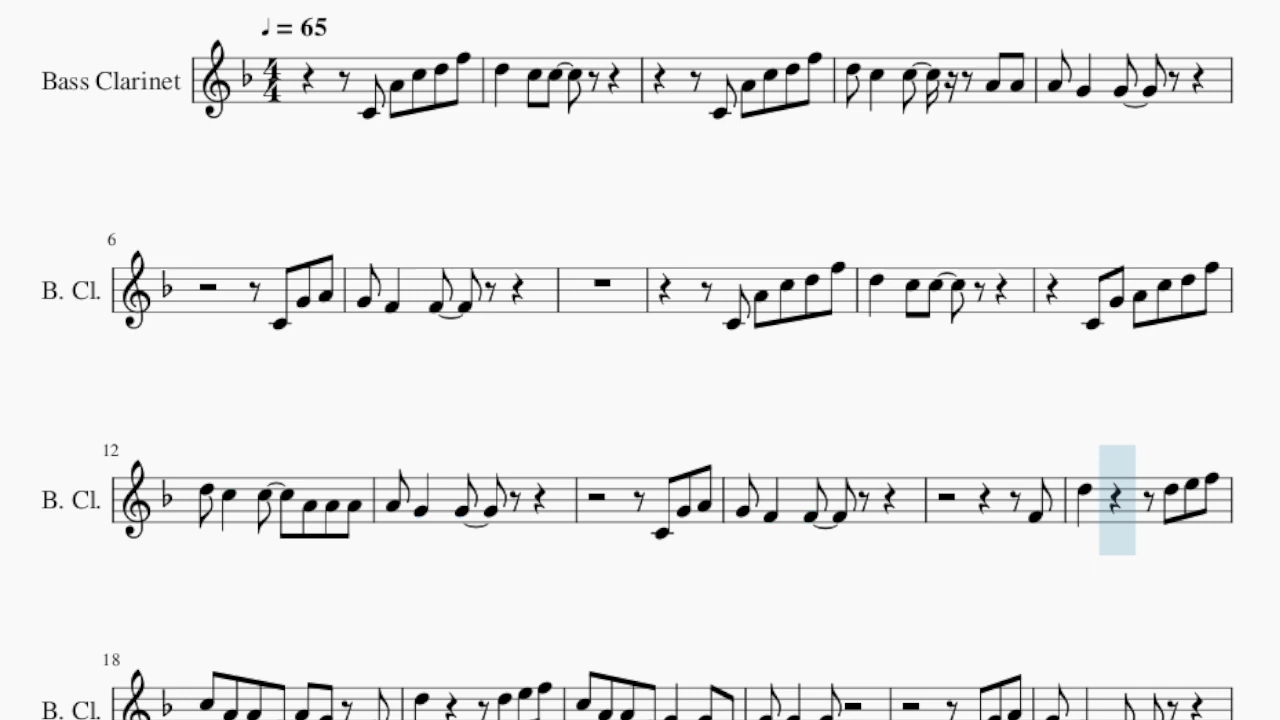 ♩ = 65
Bass Clarinet
4
4
6
B. Cl.
12
B. Cl.
18
B. Cl.